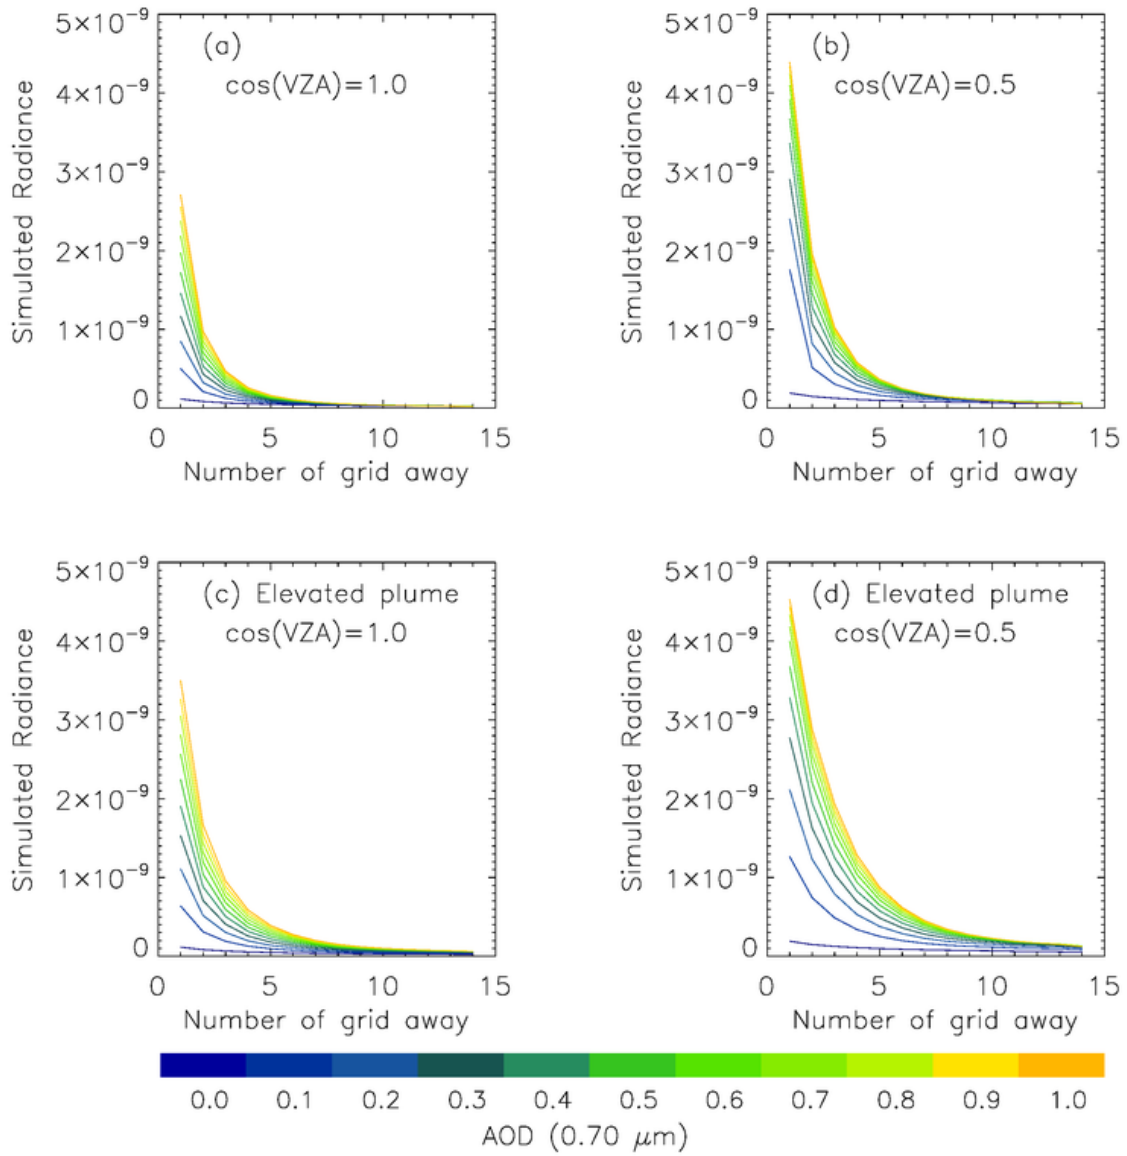 (a)
cos(VZA)=1.0
5×10⁻⁹
4×10⁻⁹
3×10⁻⁹
2×10⁻⁹
1×10⁻⁹
0
Simulated Radiance
0 5 10 15
Number of grid away
(b)
cos(VZA)=0.5
5×10⁻⁹
4×10⁻⁹
3×10⁻⁹
2×10⁻⁹
1×10⁻⁹
0
Simulated Radiance
0 5 10 15
Number of grid away
(c) Elevated plume
cos(VZA)=1.0
5×10⁻⁹
4×10⁻⁹
3×10⁻⁹
2×10⁻⁹
1×10⁻⁹
0
Simulated Radiance
0 5 10 15
Number of grid away
(d) Elevated plume
cos(VZA)=0.5
5×10⁻⁹
4×10⁻⁹
3×10⁻⁹
2×10⁻⁹
1×10⁻⁹
0
Simulated Radiance
0 5 10 15
Number of grid away
0.0 0.1 0.2 0.3 0.4 0.5 0.6 0.7 0.8 0.9 1.0
AOD (0.70 μm)